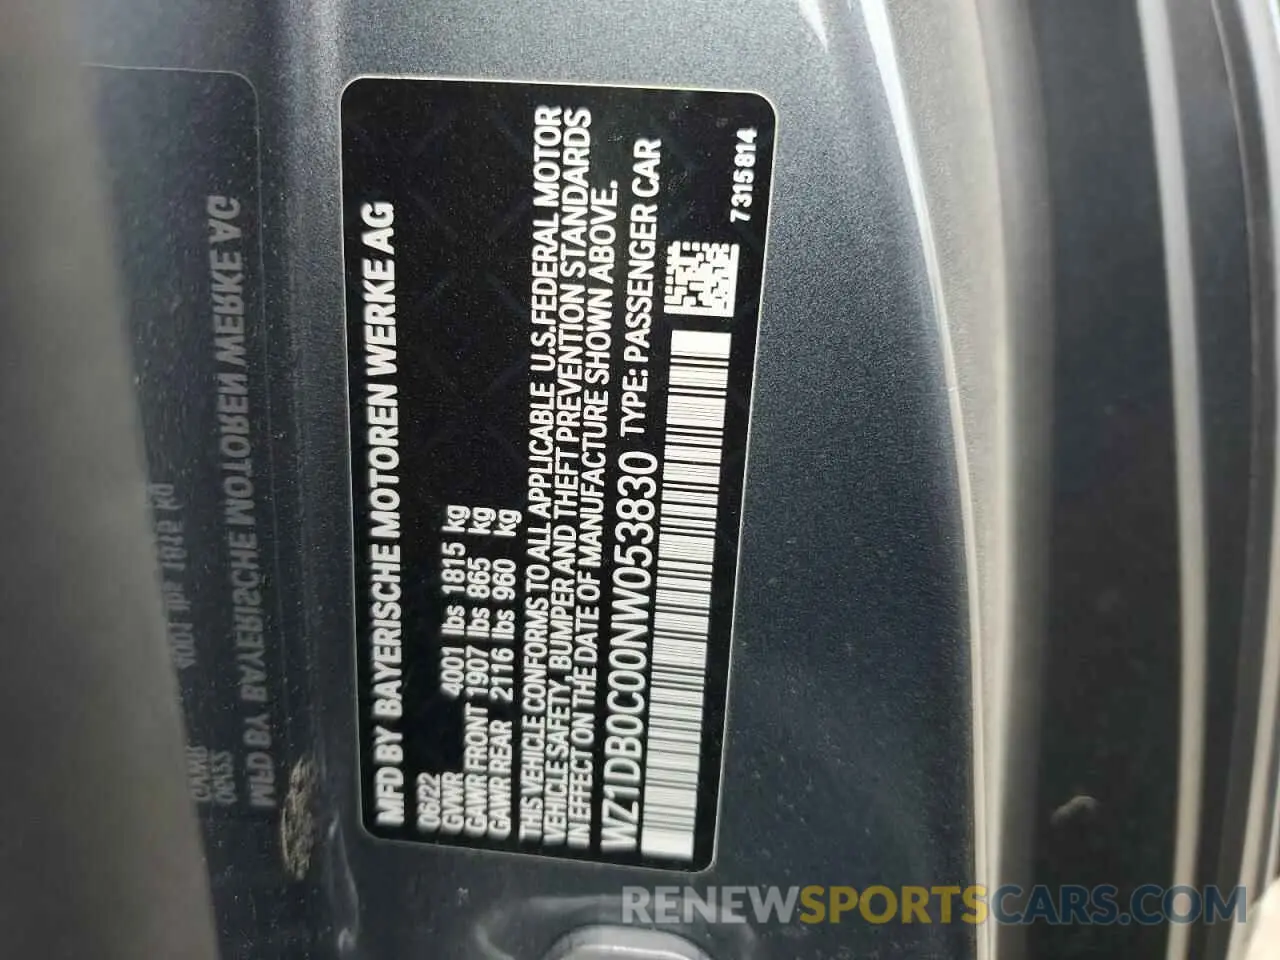 MFD BY BAYERISCHE MOTOREN WERKE AG
06/22
GVWR 4001 lbs 1815 kg
GAWR FRONT 1907 lbs 865 kg
GAWR REAR 2116 lbs 960 kg
THIS VEHICLE CONFORMS TO ALL APPLICABLE U.S.FEDERAL MOTOR
VEHICLE SAFETY, BUMPER AND THEFT PREVENTION STANDARDS
IN EFFECT ON THE DATE OF MANUFACTURE SHOWN ABOVE.
WZ1DB0C00NW053830 TYPE: PASSENGER CAR
7315814
RENEWSPORTSCARS.COM